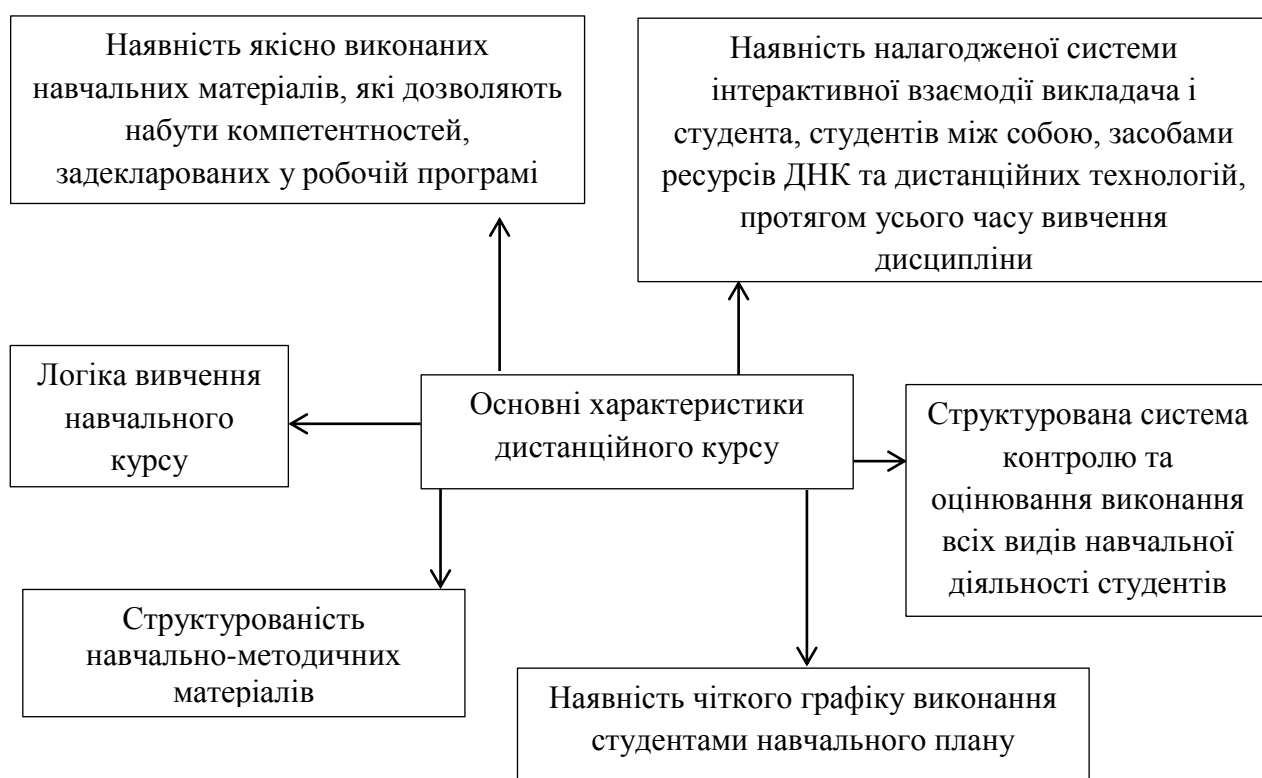 Наявність якісно виконаних
навчальних матеріалів, які дозволяють
набути компетентностей,
задекларованих у робочій програмі
Наявність налагодженої системи
інтерактивної взаємодії викладача і
студента, студентів між собою, засобами
ресурсів ДНК та дистанційних технологій,
протягом усього часу вивчення
дисципліни
Логіка вивчення
навчального
курсу
Основні характеристики
дистанційного курсу
Структурована система
контролю та
оцінювання виконання
всіх видів навчальної
діяльності студентів
Структурованість
навчально-методичних
матеріалів
Наявність чіткого графіку виконання
студентами навчального плану